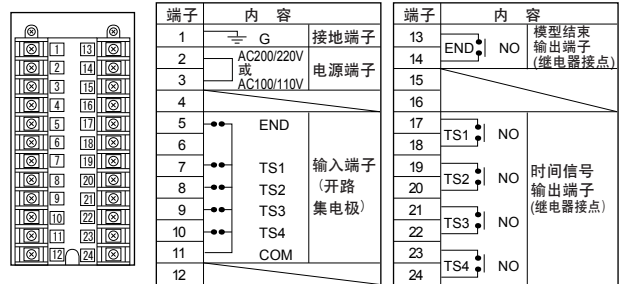 1 13
2 14
3 15
4 16
5 17
6 18
7 19
8 20
9 21
10 22
11 23
12 24
端子 内 容
1 G 接地端子
2 AC200/220V
或
3 AC100/110V
电源端子
4
5 END
6
7 TS1
8 TS2
9 TS3
10 TS4
11 COM
输入端子
(开路
集电极)
12
端子 内 容
13 END NO
14
模型结束
输出端子
(继电器接点)
15
16
17 TS1 NO
18
19 TS2 NO
20
21 TS3 NO
22
23 TS4 NO
24
时间信号
输出端子
(继电器接点)